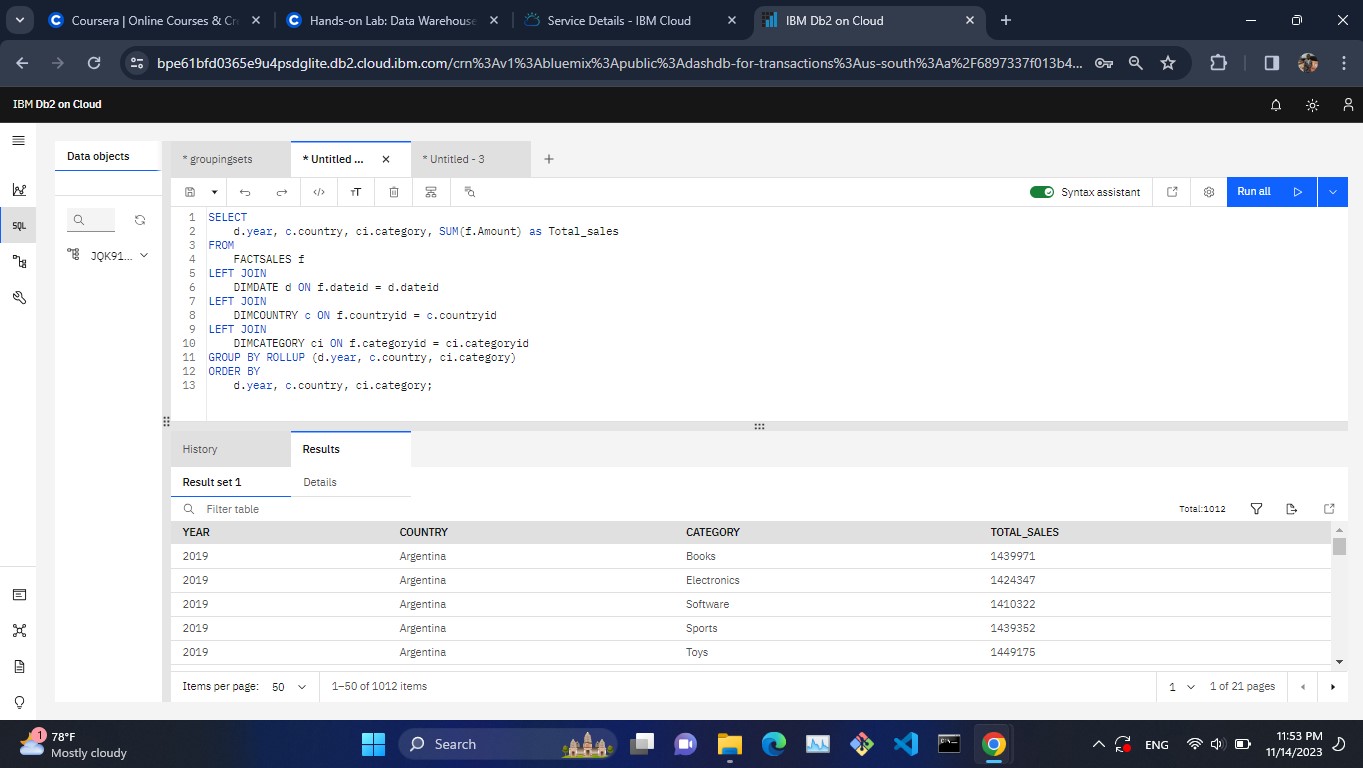 Coursera | Online Courses & Cr
Hands-on Lab: Data Warehouse
Service Details - IBM Cloud
IBM Db2 on Cloud
bpe61bfd0365e9u4psdglite.db2.cloud.ibm.com/crn%3Av1%3Abluemix%3Apublic%3Adashdb-for-transactions%3Aus-south%3Aa%2F6897337f013b4...
IBM Db2 on Cloud
Data objects
* groupingsets
* Untitled ...
* Untitled - 3
Syntax assistant
Run all
SQL
JQK91...
1 SELECT
2 d.year, c.country, ci.category, SUM(f.Amount) as Total_sales
3 FROM
4 FACTSALES f
5 LEFT JOIN
6 DIMDATE d ON f.dateid = d.dateid
7 LEFT JOIN
8 DIMCOUNTRY c ON f.countryid = c.countryid
9 LEFT JOIN
10 DIMCATEGORY ci ON f.categoryid = ci.categoryid
11 GROUP BY ROLLUP (d.year, c.country, ci.category)
12 ORDER BY
13 d.year, c.country, ci.category;
History
Results
Result set 1
Details
Filter table
Total:1012
YEAR COUNTRY CATEGORY TOTAL_SALES
2019 Argentina Books 1439971
2019 Argentina Electronics 1424347
2019 Argentina Software 1410322
2019 Argentina Sports 1439352
2019 Argentina Toys 1449175
Items per page: 50
1–50 of 1012 items
1
1 of 21 pages
1
78°F
Mostly cloudy
Search
ENG
11:53 PM
11/14/2023